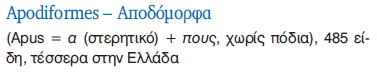 Apodiformes – Αποδόμορφα
(Apus = α (στερητικό) + πους, χωρίς πόδια), 485 εί-
δη, τέσσερα στην Ελλάδα